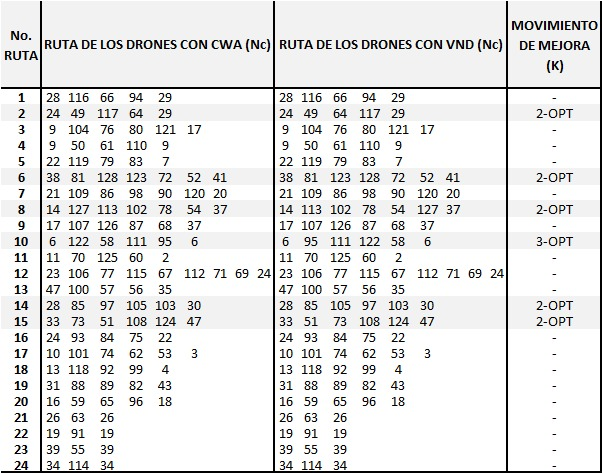 No. RUTA RUTA DE LOS DRONES CON CWA (Nc) RUTA DE LOS DRONES CON VND (Nc) MOVIMIENTO DE MEJORA (K)
1 28 116 66 94 29 28 116 66 94 29 -
2 24 49 117 64 29 24 49 64 117 29 2-OPT
3 9 104 76 80 121 17 9 104 76 80 121 17 -
4 9 50 61 110 9 9 50 61 110 9 -
5 22 119 79 83 7 22 119 79 83 7 -
6 38 81 128 123 72 52 41 38 81 123 128 72 52 41 2-OPT
7 21 109 86 98 90 120 20 21 109 86 98 90 120 20 -
8 14 127 113 102 78 54 37 14 113 102 78 54 127 37 2-OPT
9 17 107 126 87 68 37 17 107 126 87 68 37 -
10 6 122 58 111 95 6 6 95 111 122 58 6 3-OPT
11 11 70 125 60 2 11 70 125 60 2 -
12 23 106 77 115 67 112 71 69 24 23 106 77 115 67 112 71 69 24 -
13 47 100 57 56 35 47 100 57 56 35 -
14 28 85 97 105 103 30 28 85 105 97 103 30 2-OPT
15 33 73 51 108 124 47 33 51 73 108 124 47 2-OPT
16 24 93 84 75 22 24 93 84 75 22 -
17 10 101 74 62 53 3 10 101 74 62 53 3 -
18 13 118 92 99 4 13 118 92 99 4 -
19 31 88 89 82 43 31 88 89 82 43 -
20 16 59 65 96 18 16 59 65 96 18 -
21 26 63 26 26 63 26 -
22 19 91 19 19 91 19 -
23 39 55 39 39 55 39 -
24 34 114 34 34 114 34 -